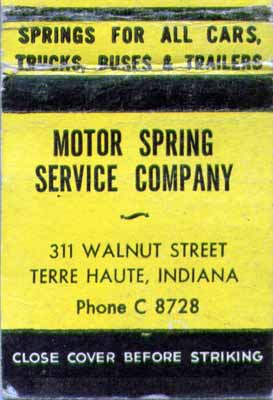 SPRINGS FOR ALL CARS,
TRUCKS, BUSES & TRAILERS
MOTOR SPRING
SERVICE COMPANY
311 WALNUT STREET
TERRE HAUTE, INDIANA
Phone C 8728
CLOSE COVER BEFORE STRIKING